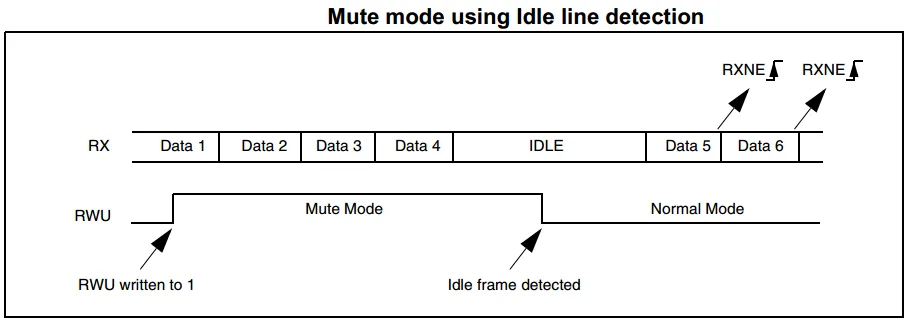 Mute mode using Idle line detection
RXNE RXNE
RX Data 1 Data 2 Data 3 Data 4 IDLE Data 5 Data 6
RWU Mute Mode Normal Mode
RWU written to 1 Idle frame detected